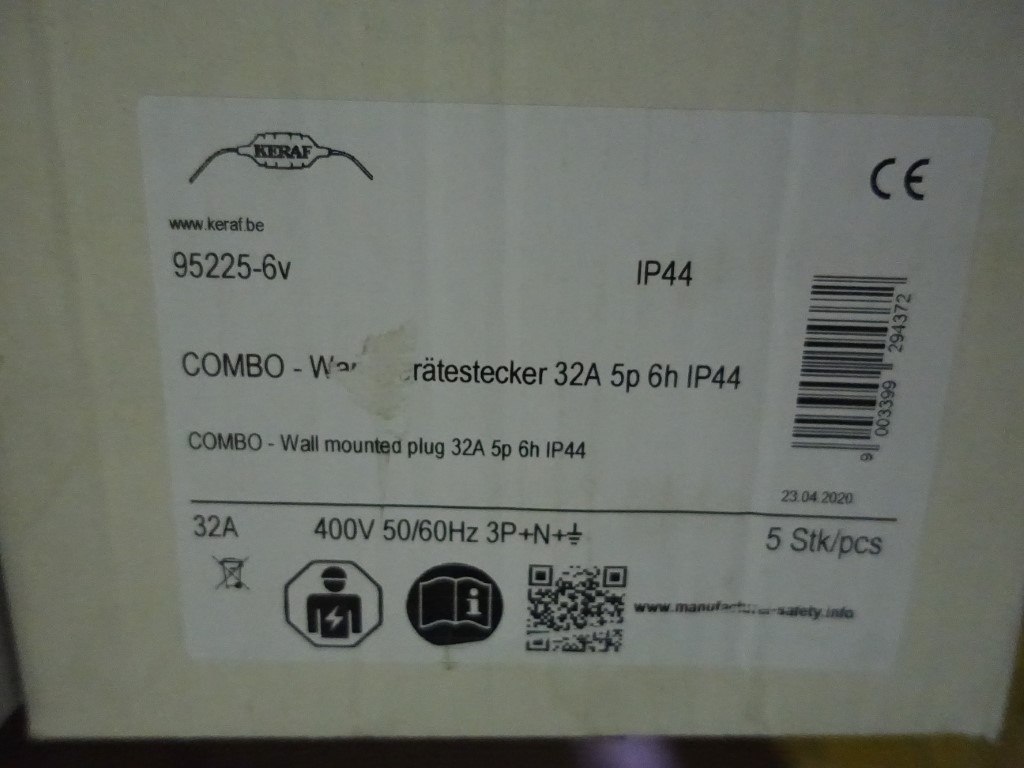 KERAF
CE
www.keraf.be
95225-6v
IP44
COMBO - 32A 5p 6h IP44
COMBO - Wall mounted plug 32A 5p 6h IP44
9 003399 294372
23.04.2020
32A 400V 50/60Hz 3P+N+⏚ 5 Stk/pcs
i